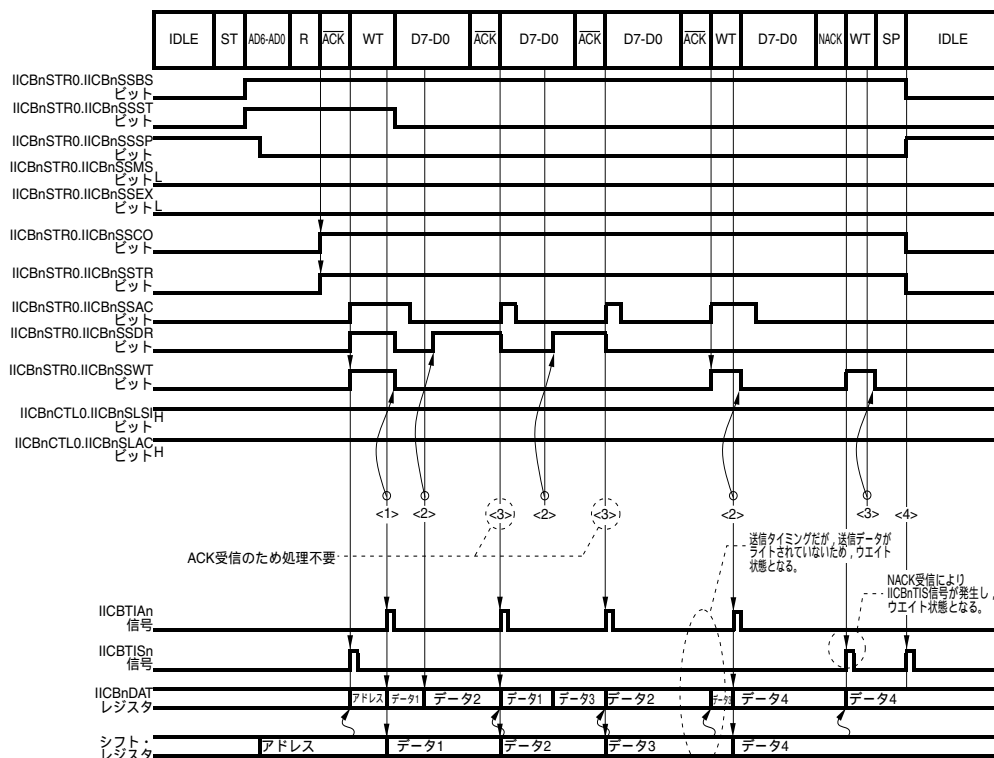 IDLE ST AD6-AD0 R ACK WT D7-D0 ACK D7-D0 ACK D7-D0 ACK WT D7-D0 NACK WT SP IDLE
IICBnSTR0.IICBnSSBS
ビット
IICBnSTR0.IICBnSSST
ビット
IICBnSTR0.IICBnSSSP
ビット
IICBnSTR0.IICBnSSMS
ビット L
IICBnSTR0.IICBnSSEX
ビット L
IICBnSTR0.IICBnSSCO
ビット
IICBnSTR0.IICBnSSTR
ビット
IICBnSTR0.IICBnSSAC
ビット
IICBnSTR0.IICBnSSDR
ビット
IICBnSTR0.IICBnSSWT
ビット
IICBnCTL0.IICBnSLSI H
ビット
IICBnCTL0.IICBnSLAC H
ビット
<1> <2> <3> <2> <3> <2> <3> <4>
ACK受信のため処理不要
送信タイミングだが，送信データが
ライトされていないため，ウエイト
状態となる。
NACK受信により
IICBnTIS信号が発生し，
ウエイト状態となる。
IICBTIAn
信号
IICBTISn
信号
IICBnDAT
レジスタ
アドレス データ1 データ2 データ1 データ3 データ2 データ3 データ4 データ4
シフト・
レジスタ
アドレス データ1 データ2 データ3 データ4